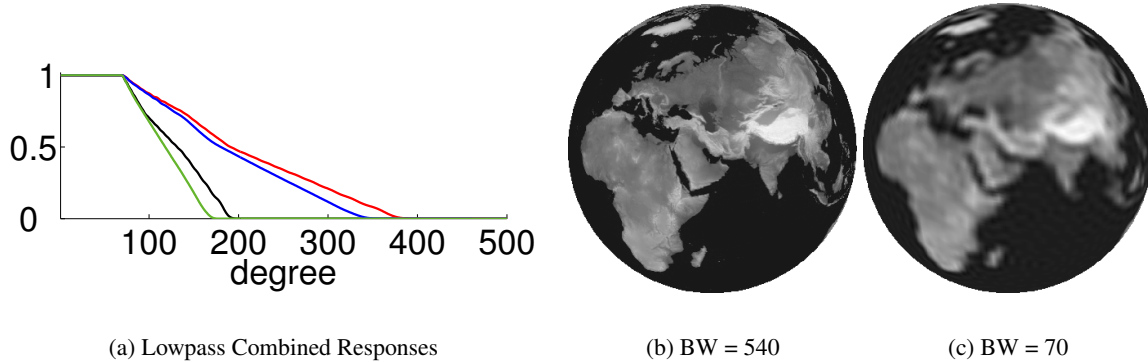 1
0.5
0
100 200 300 400 500
degree
(a) Lowpass Combined Responses
(b) BW = 540
(c) BW = 70